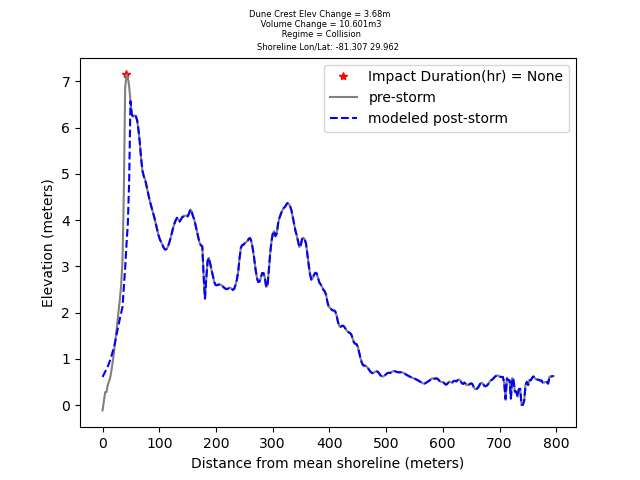 Dune Crest Elev Change = 3.68m
Volume Change = 10.601m3
Regime = Collision
Shoreline Lon/Lat: -81.307 29.962
Impact Duration(hr) = None
pre-storm
modeled post-storm
7
6
5
4
3
2
1
0
Elevation (meters)
0 100 200 300 400 500 600 700 800
Distance from mean shoreline (meters)